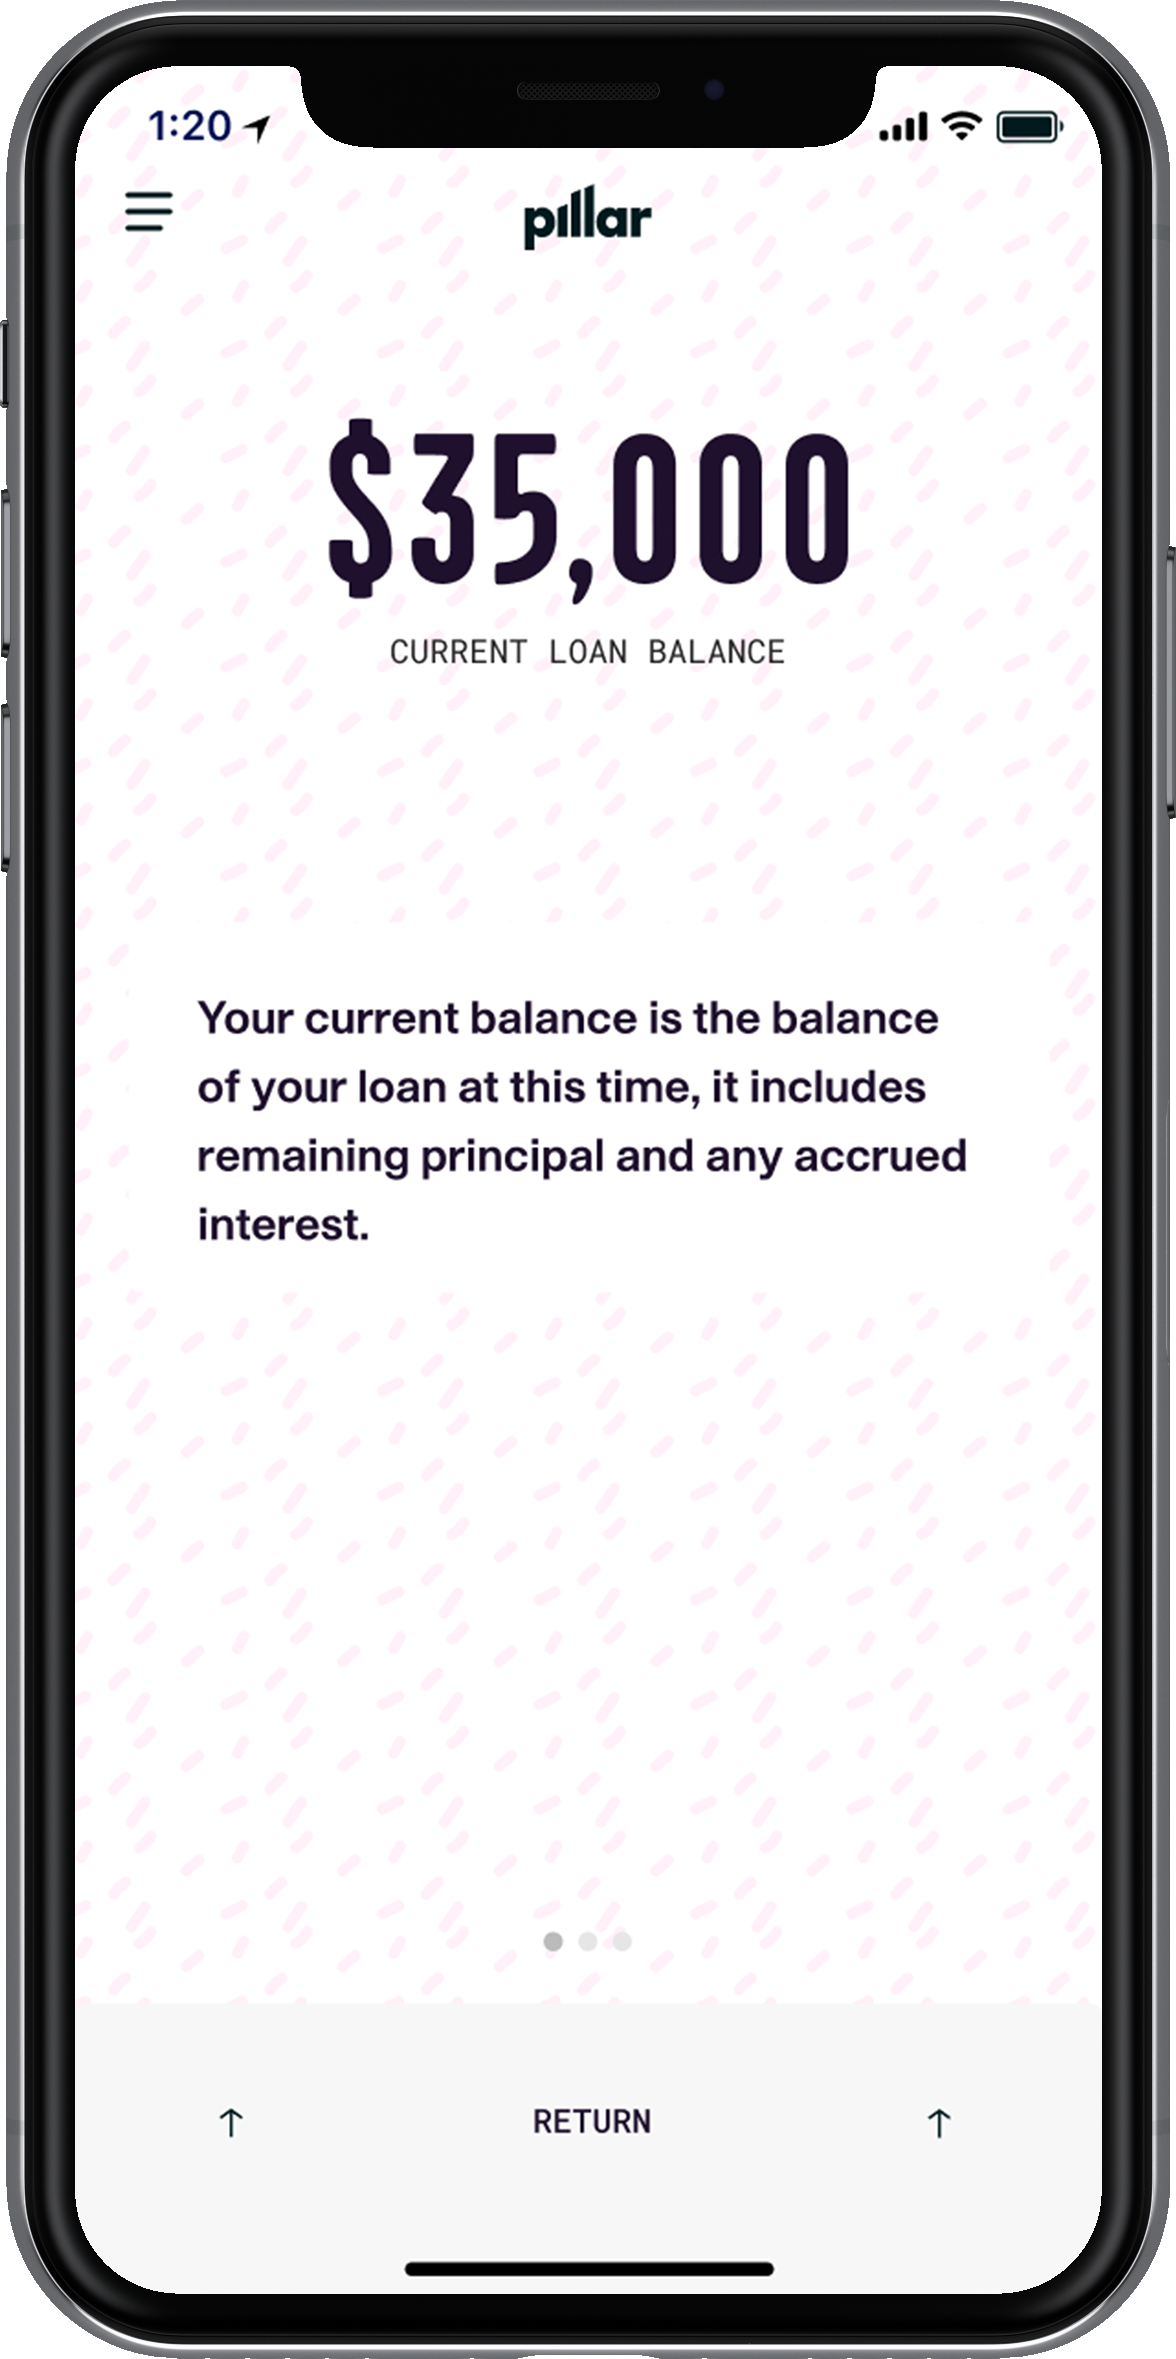 1:20
pillar
$35,000
CURRENT LOAN BALANCE
Your current balance is the balance
of your loan at this time, it includes
remaining principal and any accrued
interest.
↑ RETURN ↑